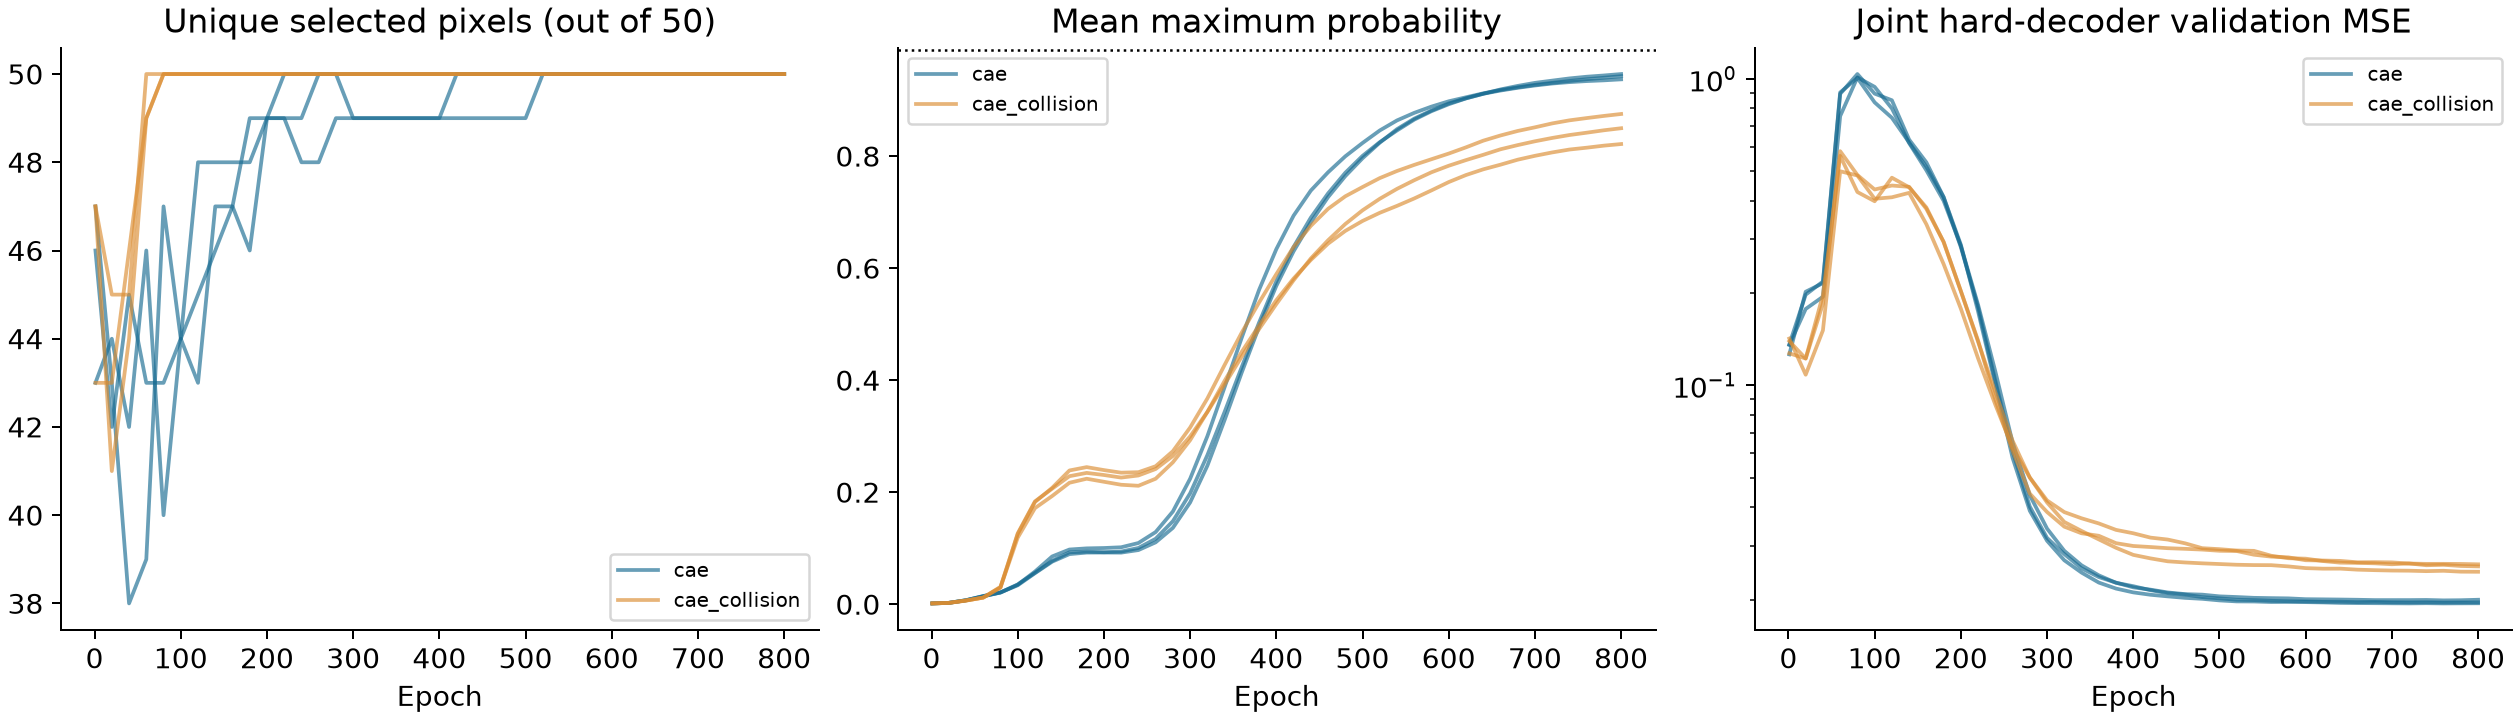 Unique selected pixels (out of 50)
50
48
46
44
42
40
38
0 100 200 300 400 500 600 700 800
Epoch
cae
cae_collision
Mean maximum probability
cae
cae_collision
0.8
0.6
0.4
0.2
0.0
0 100 200 300 400 500 600 700 800
Epoch
Joint hard-decoder validation MSE
cae
cae_collision
10⁰
10⁻¹
0 100 200 300 400 500 600 700 800
Epoch